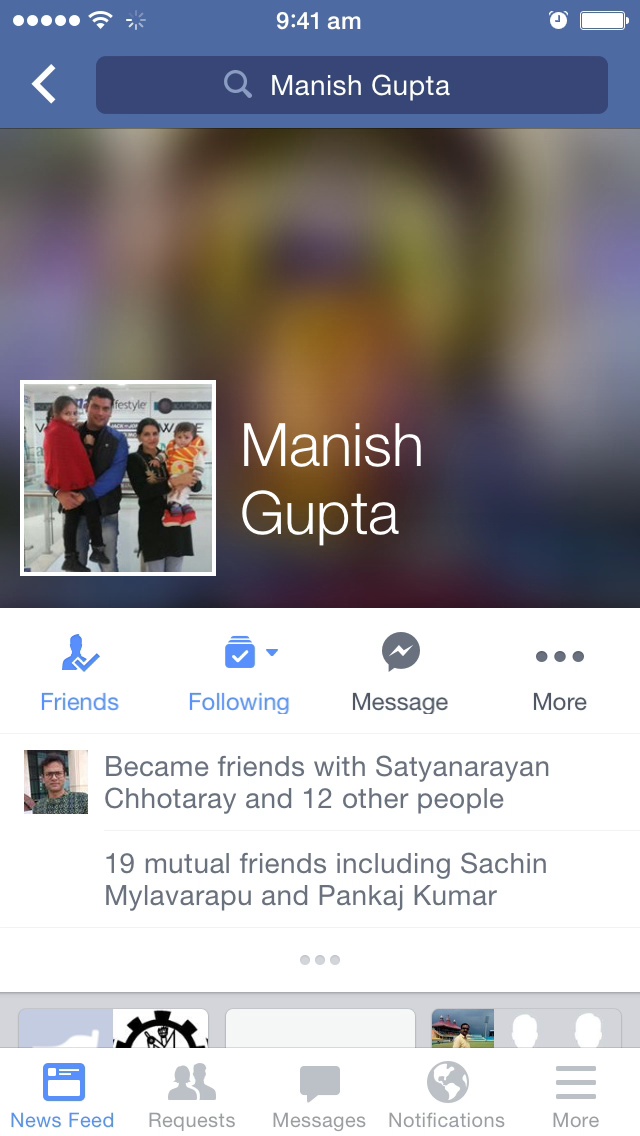 9:41 am
Manish Gupta
festyle
Manish
Gupta
Friends
Following
Message
More
Became friends with Satyanarayan
Chhotaray and 12 other people
19 mutual friends including Sachin
Mylavarapu and Pankaj Kumar
News Feed
Requests
Messages
Notifications
More